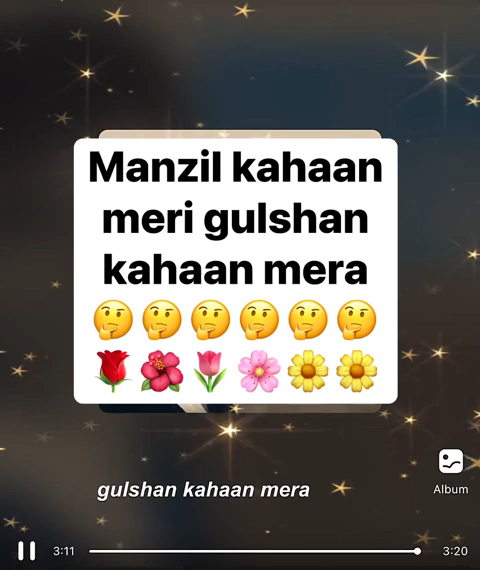 Manzil kahaan
meri gulshan
kahaan mera
🤔🤔🤔🤔🤔🤔
🌹🌺🌷🌸🌼🌼
gulshan kahaan mera
Album
3:11
3:20